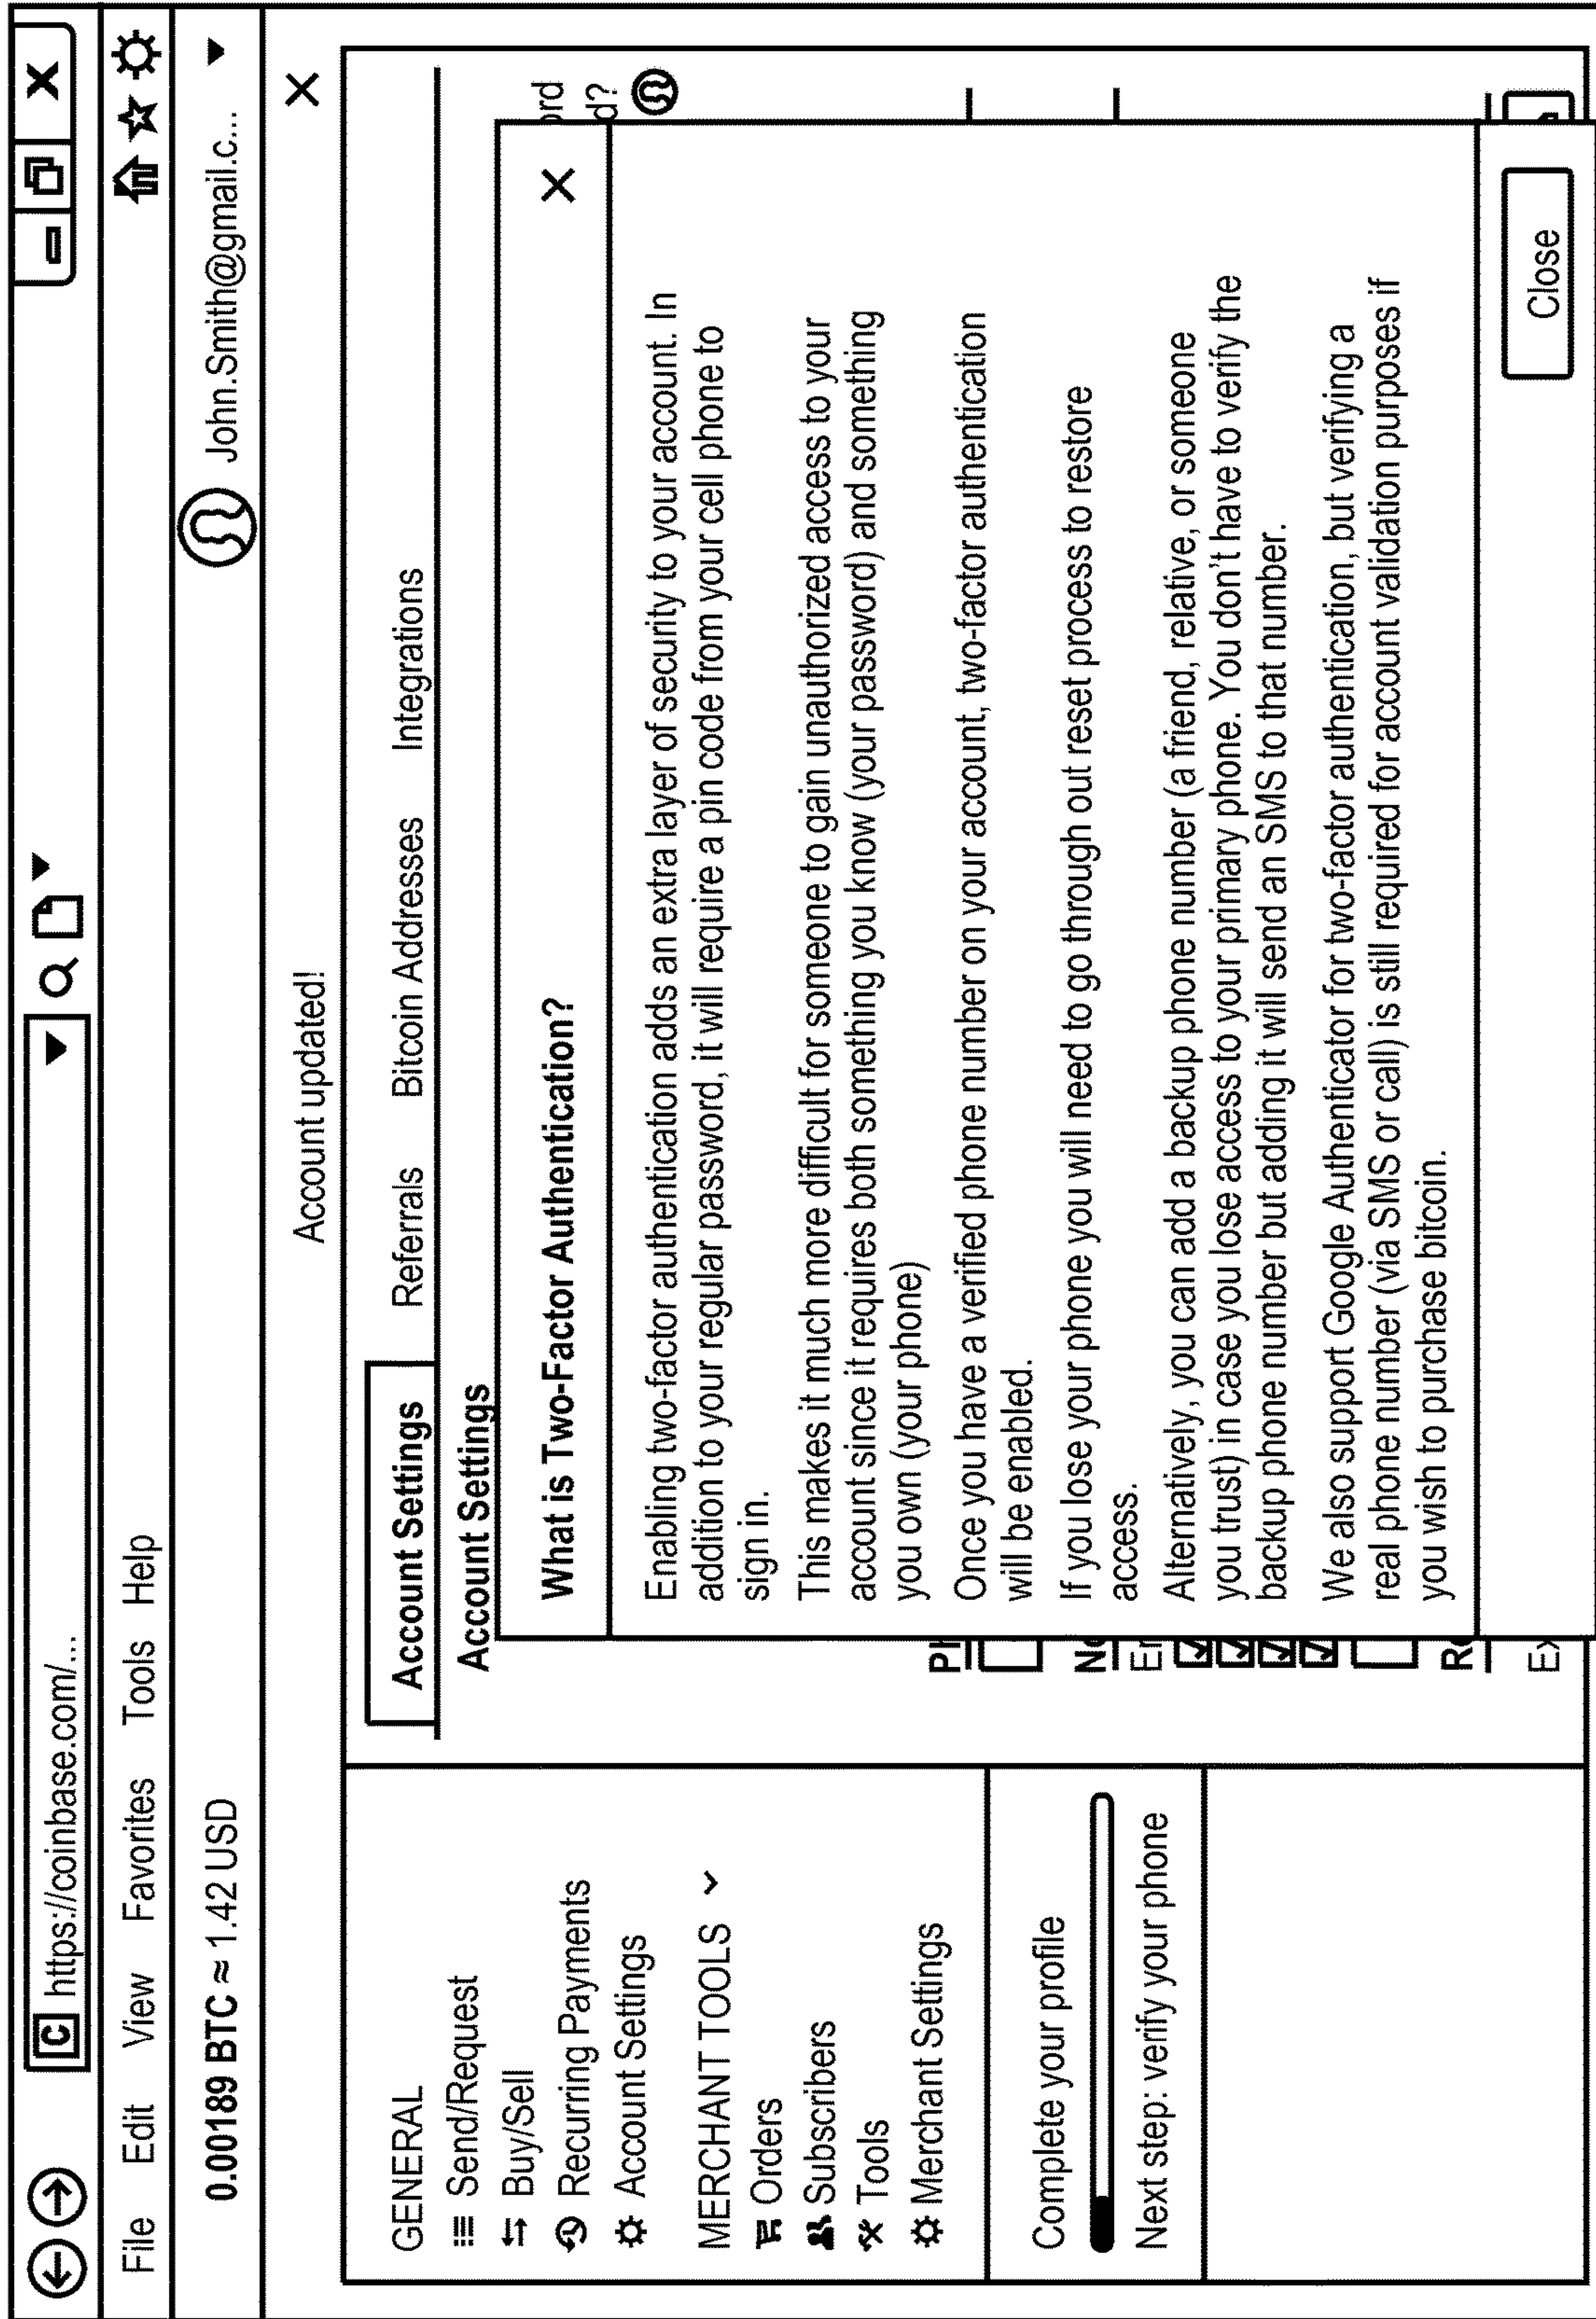 C https://coinbase.com/...
File Edit View Favorites Tools Help
0.00189 BTC ≈ 1.42 USD
John.Smith@gmail.c...
Account updated!
GENERAL
Send/Request
Buy/Sell
Recurring Payments
Account Settings
MERCHANT TOOLS
Orders
Subscribers
Tools
Merchant Settings
Complete your profile
Next step: verify your phone
Account Settings Referrals Bitcoin Addresses Integrations
Account Settings
What is Two-Factor Authentication?
Enabling two-factor authentication adds an extra layer of security to your account. In
addition to your regular password, it will require a pin code from your cell phone to
sign in.
This makes it much more difficult for someone to gain unauthorized access to your
account since it requires both something you know (your password) and something
you own (your phone)
Once you have a verified phone number on your account, two-factor authentication
will be enabled.
If you lose your phone you will need to go through out reset process to restore
access.
Alternatively, you can add a backup phone number (a friend, relative, or someone
you trust) in case you lose access to your primary phone. You don't have to verify the
backup phone number but adding it will send an SMS to that number.
We also support Google Authenticator for two-factor authentication, but verifying a
real phone number (via SMS or call) is still required for account validation purposes if
you wish to purchase bitcoin.
Close